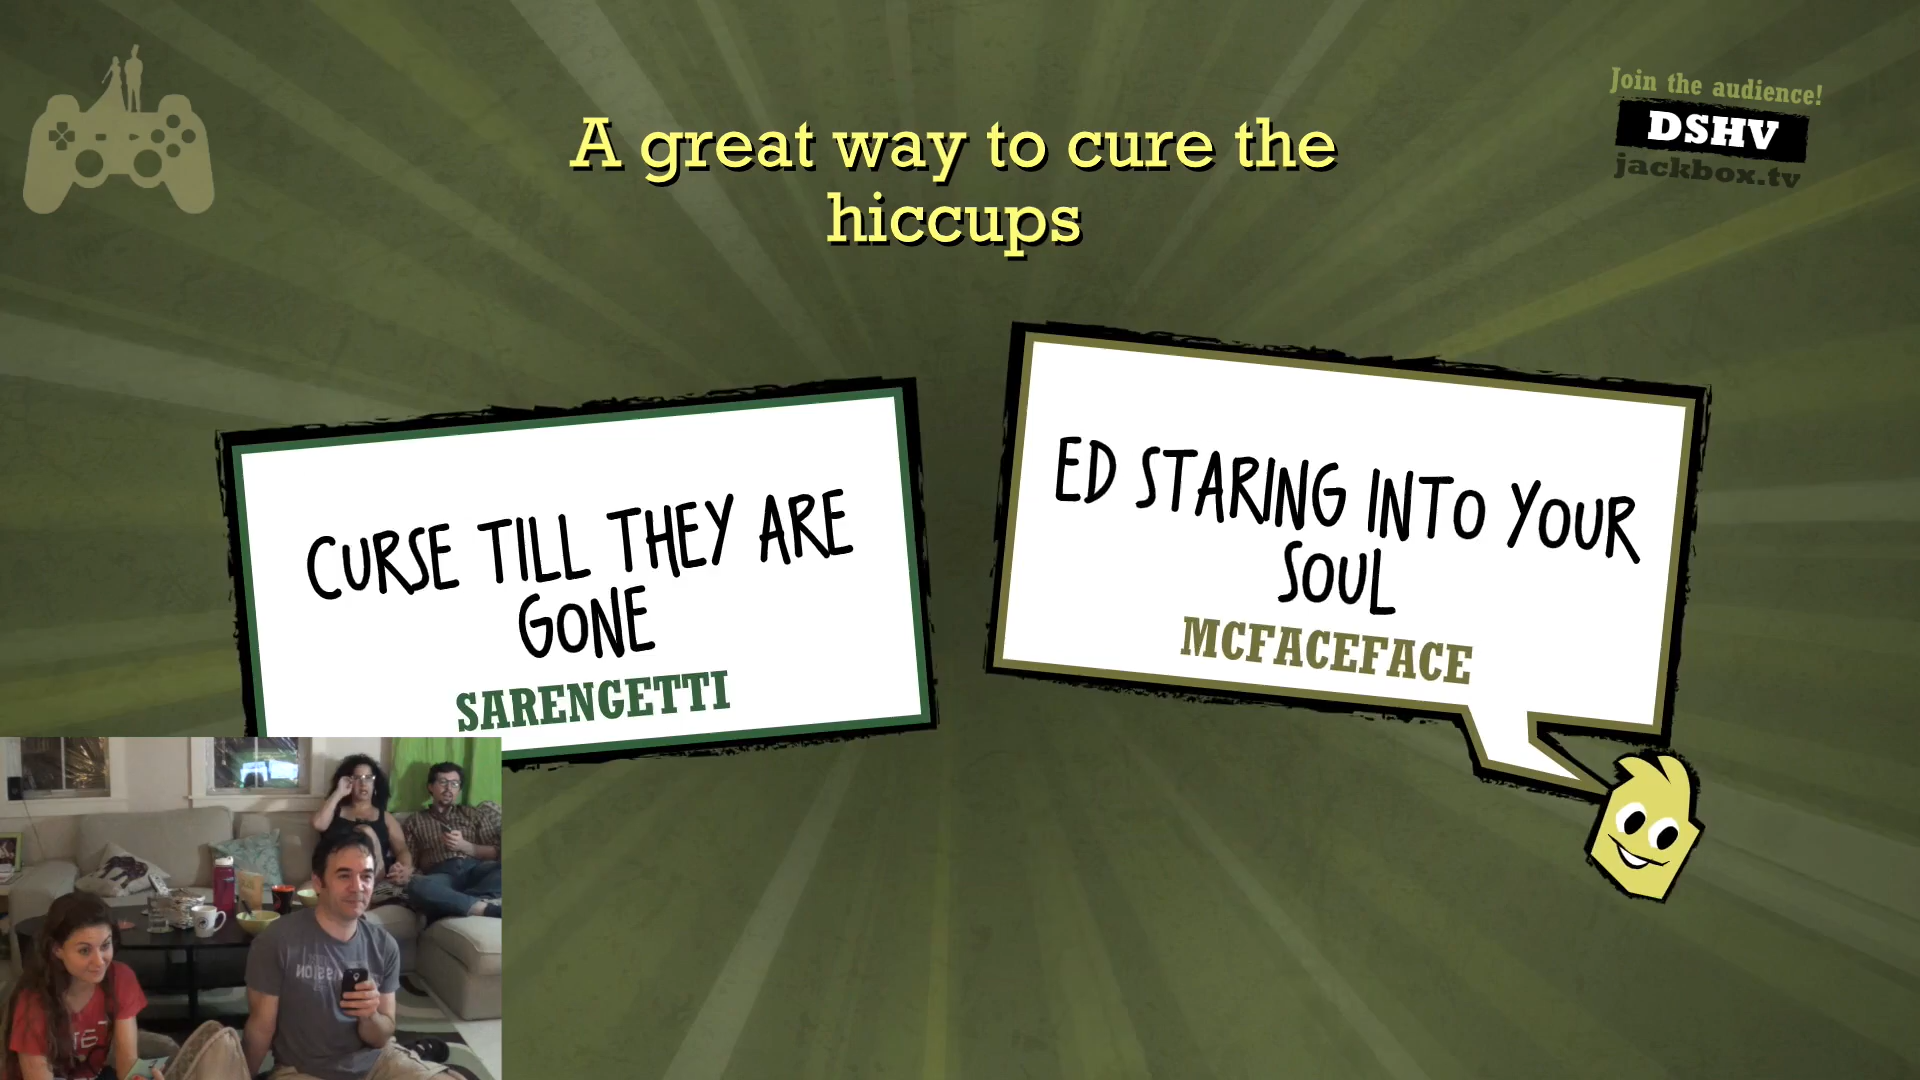 Join the audience!
DSHV
jackbox.tv
A great way to cure the
hiccups
CURSE TILL THEY ARE
GONE
SARENGETTI
ED STARING INTO YOUR
SOUL
MCFACEFACE